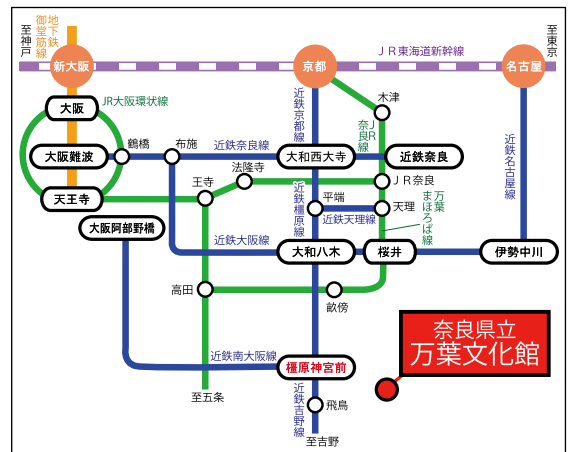 至神戸
御堂筋線
地下鉄
至東京
ＪＲ東海道新幹線
新大阪
京都
名古屋
大阪
JR大阪環状線
近鉄京都線
木津
奈良線
ＪＲ
鶴橋
布施
近鉄奈良線
大阪難波
大和西大寺
近鉄奈良
近鉄名古屋線
法隆寺
王寺
ＪＲ奈良
天王寺
近鉄橿原線
平端
天理
近鉄天理線
万葉
まほろば線
大阪阿部野橋
近鉄大阪線
大和八木
桜井
伊勢中川
高田
畝傍
奈良県立
万葉文化館
近鉄南大阪線
橿原神宮前
至五条
近鉄吉野線
飛鳥
至吉野